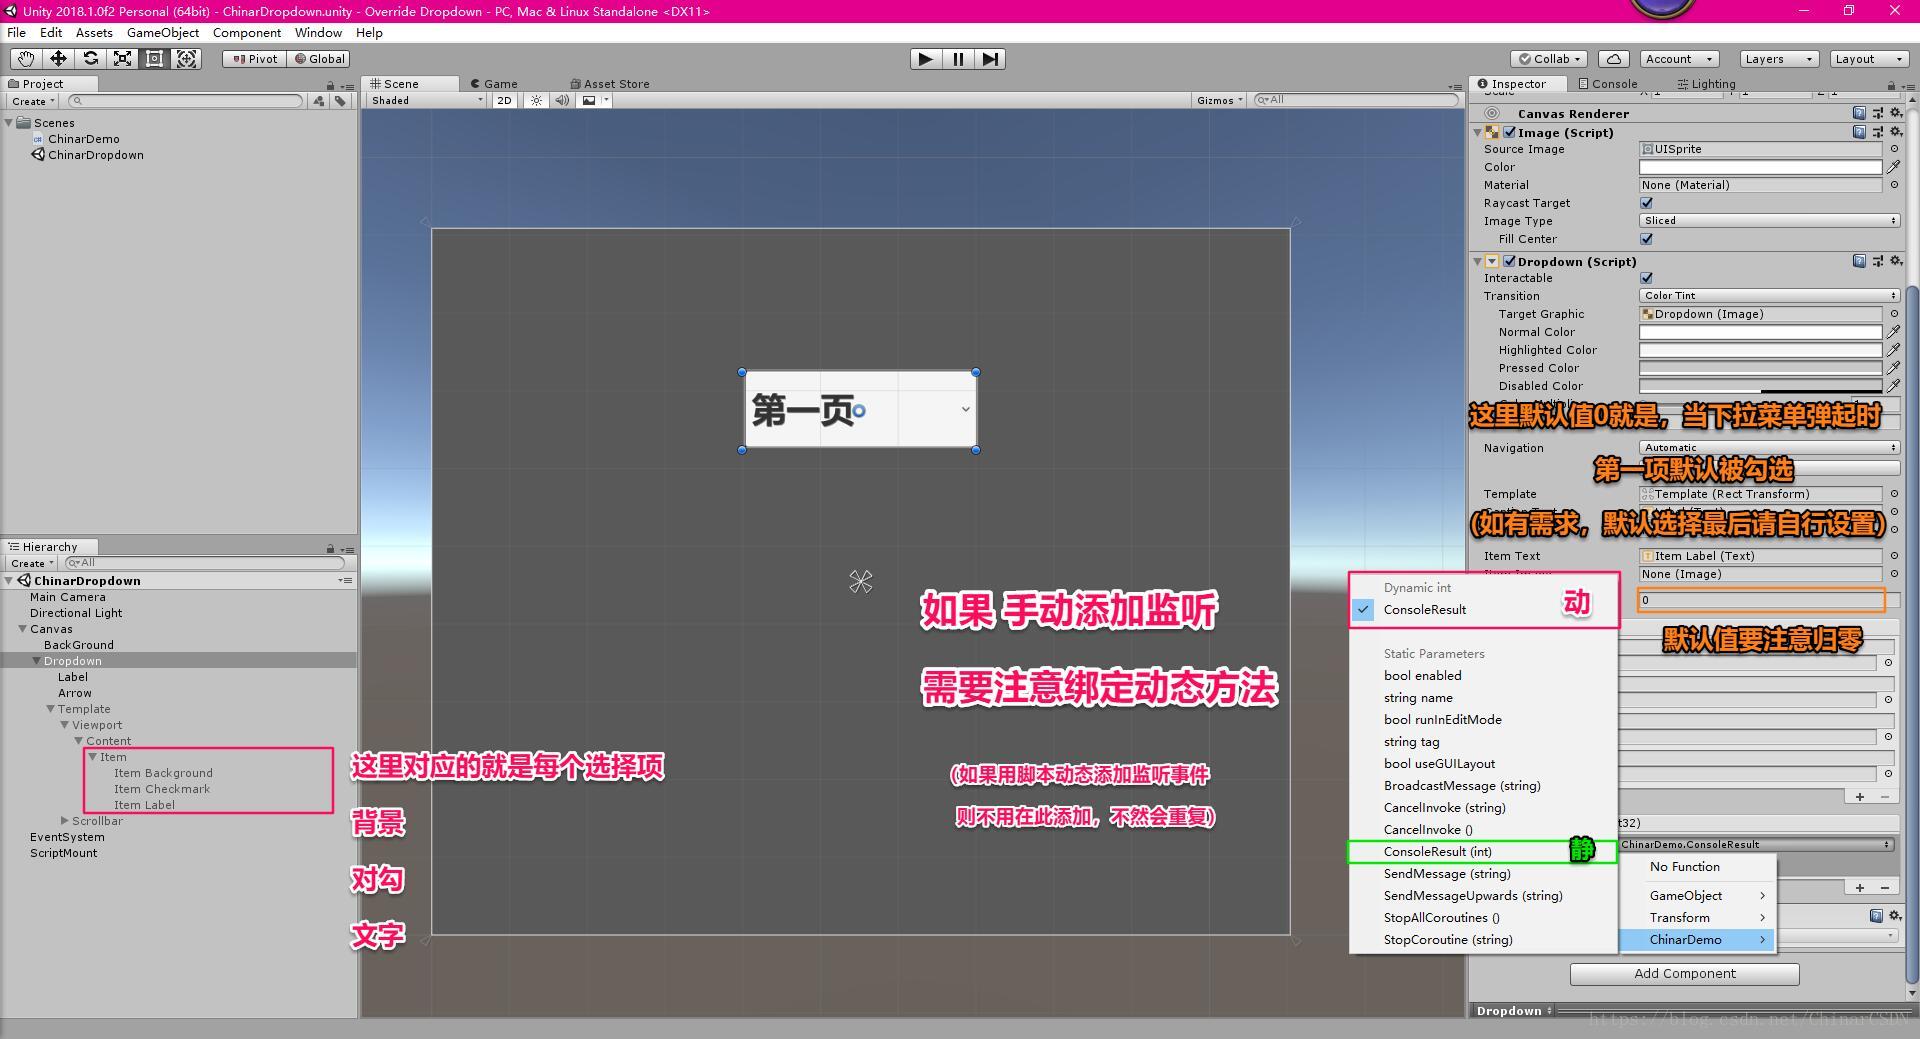 Unity 2018.1.0f2 Personal (64bit) - ChinarDropdown.unity - Override Dropdown - PC, Mac & Linux Standalone <DX11>
File Edit Assets GameObject Component Window Help
Pivot Global
Collab Account Layers Layout
Project
Create
Scenes
ChinarDemo
ChinarDropdown
Hierarchy
Create All
ChinarDropdown
Main Camera
Directional Light
Canvas
BackGround
Dropdown
Label
Arrow
Template
Viewport
Content
Item
Item Background
Item Checkmark
Item Label
Scrollbar
EventSystem
ScriptMount
Scene Game Asset Store
Shaded 2D Gizmos All
第一页
这里对应的就是每个选择项
背景
对勾
文字
如果 手动添加监听
需要注意绑定动态方法
(如果用脚本动态添加监听事件
则不用在此添加，不然会重复)
Inspector Console Lighting
Canvas Renderer
Image (Script)
Source Image UISprite
Color
Material None (Material)
Raycast Target
Image Type Sliced
Fill Center
Dropdown (Script)
Interactable
Transition Color Tint
Target Graphic Dropdown (Image)
Normal Color
Highlighted Color
Pressed Color
Disabled Color
这里默认值0就是，当下拉菜单弹起时
Navigation Automatic
第一项默认被勾选
Template Template (Rect Transform)
(如有需求，默认选择最后请自行设置)
Item Text Item Label (Text)
None (Image)
0
默认值要注意归零
Dynamic int
ConsoleResult 动
Static Parameters
bool enabled
string name
bool runInEditMode
string tag
bool useGUILayout
BroadcastMessage (string)
CancelInvoke (string)
CancelInvoke ()
ConsoleResult (int) 静
SendMessage (string)
SendMessageUpwards (string)
StopAllCoroutines ()
StopCoroutine (string)
t32)
ChinarDemo.ConsoleResult
No Function
GameObject
Transform
ChinarDemo
Add Component
Dropdown
https://blog.csdn.net/ChinarCSDN